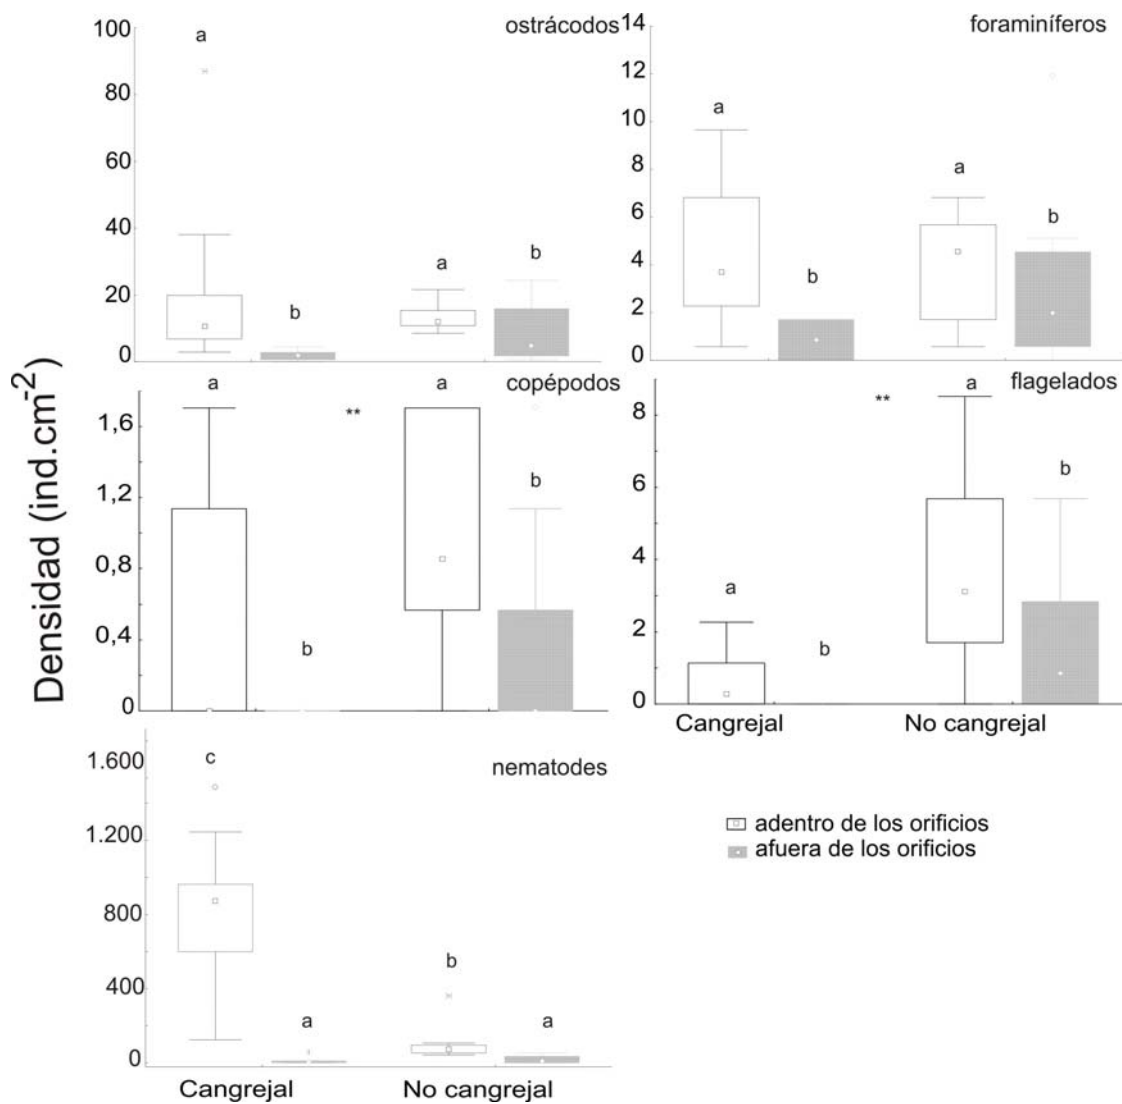 ostrácodos
100
80
60
40
20
0
a
b
a
b
foraminíferos
14
12
10
8
6
4
2
0
a
b
a
b
Densidad (ind.cm-2)
copépodos
1,6
1,2
0,8
0,4
0
a
b
**
a
b
flagelados
8
6
4
2
0
a
b
**
a
b
Cangrejal No cangrejal
nematodes
1.600
1.200
800
400
0
c
a
b
a
Cangrejal No cangrejal
adentro de los orificios
afuera de los orificios